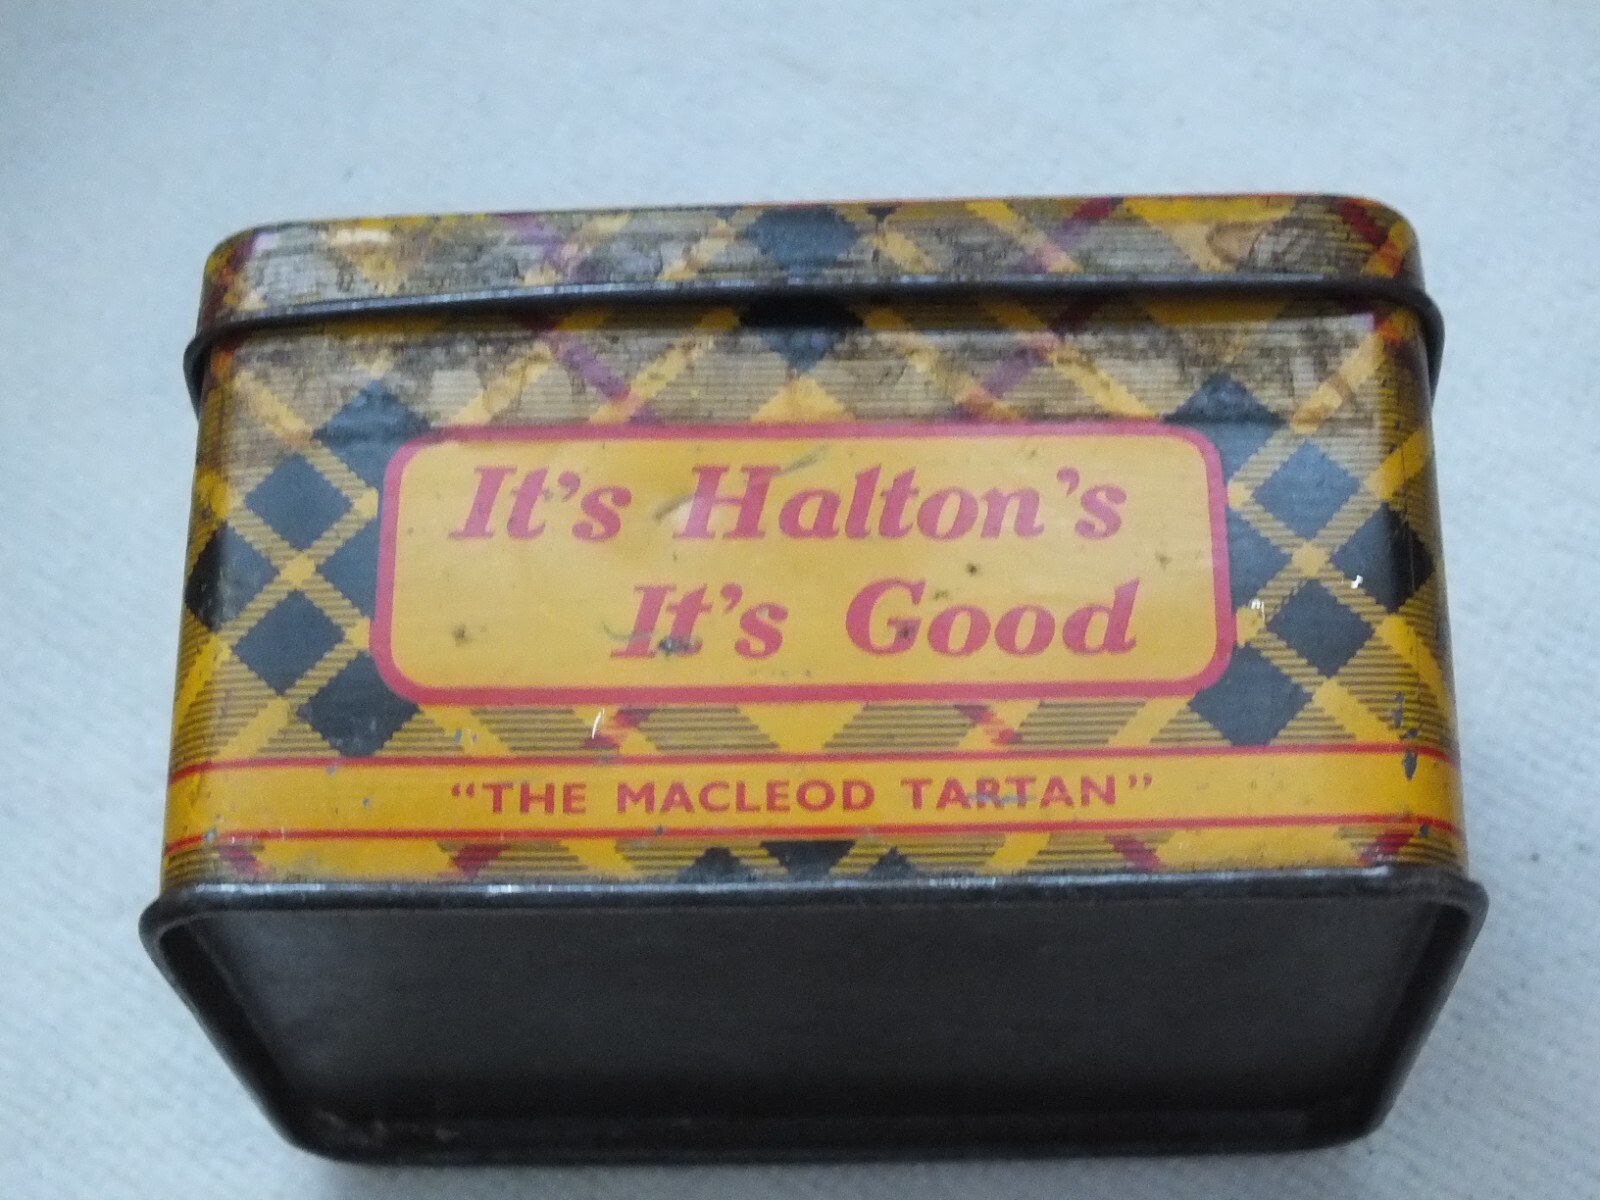 It's Halton's
It's Good
"THE MACLEOD TARTAN"